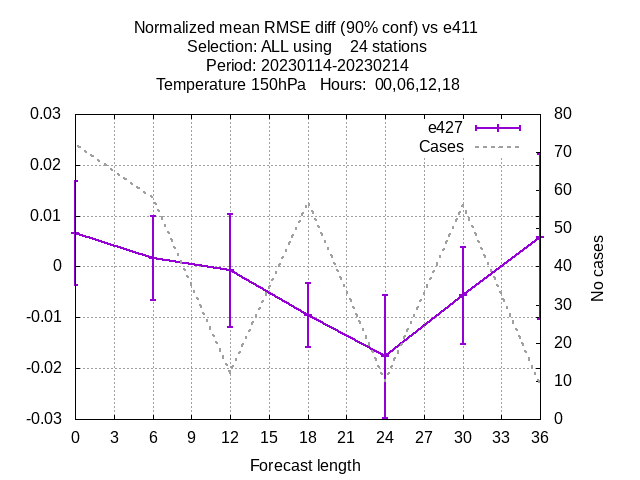 Normalized mean RMSE diff (90% conf) vs e411
Selection: ALL using    24 stations
Period: 20230114-20230214
Temperature 150hPa   Hours:  00,06,12,18
e427
Cases
0.03
0.02
0.01
0
-0.01
-0.02
-0.03
80
70
60
50
40
30
20
10
0
No cases
0 3 6 9 12 15 18 21 24 27 30 33 36
Forecast length